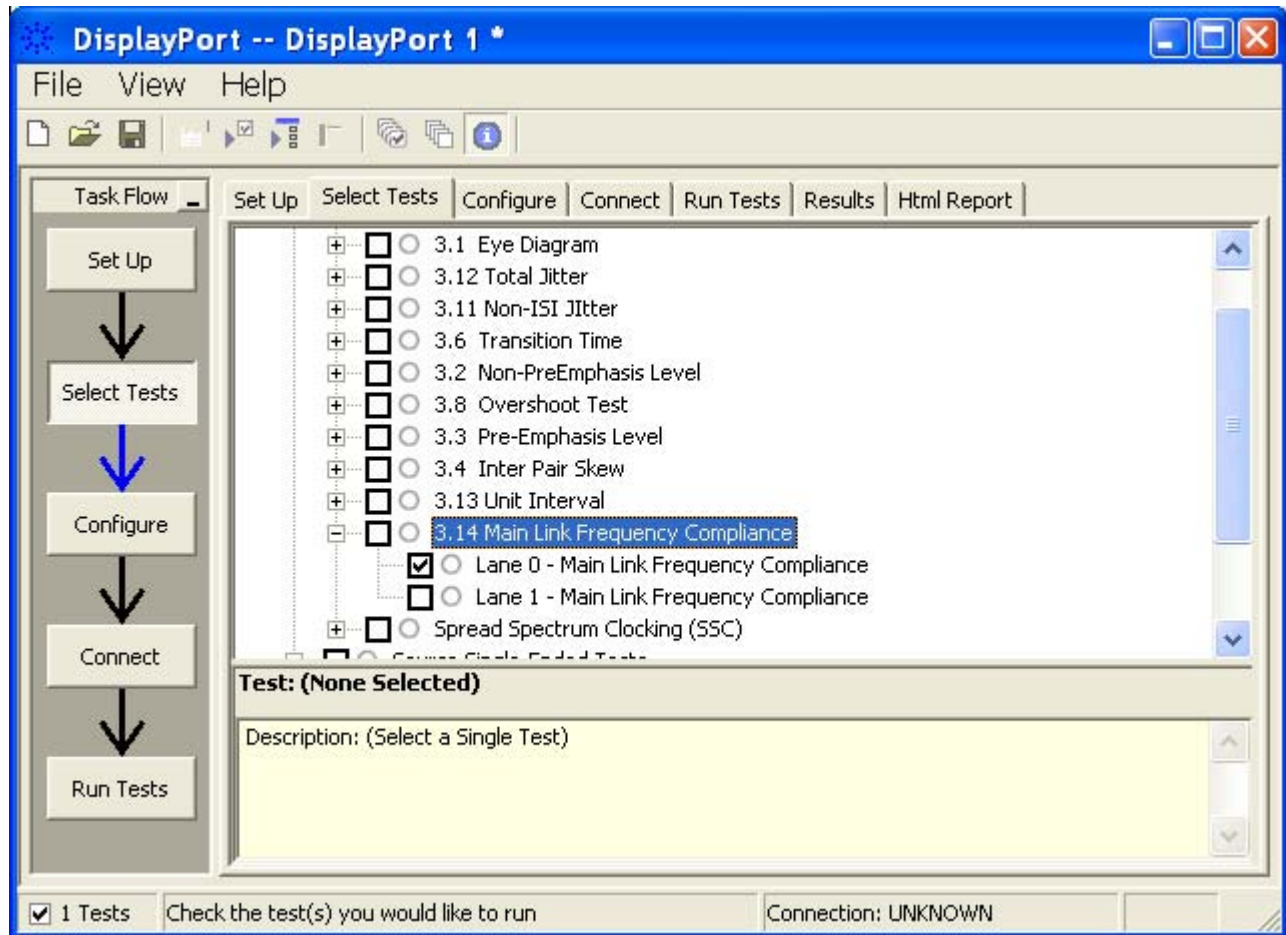 DisplayPort -- DisplayPort 1 *
File View Help
Task Flow
Set Up
Select Tests
Configure
Connect
Run Tests
Set Up Select Tests Configure Connect Run Tests Results Html Report
3.1 Eye Diagram
3.12 Total Jitter
3.11 Non-ISI JItter
3.6 Transition Time
3.2 Non-PreEmphasis Level
3.8 Overshoot Test
3.3 Pre-Emphasis Level
3.4 Inter Pair Skew
3.13 Unit Interval
3.14 Main Link Frequency Compliance
Lane 0 - Main Link Frequency Compliance
Lane 1 - Main Link Frequency Compliance
Spread Spectrum Clocking (SSC)
Source Single-Ended Tests
Test: (None Selected)
Description: (Select a Single Test)
1 Tests Check the test(s) you would like to run Connection: UNKNOWN